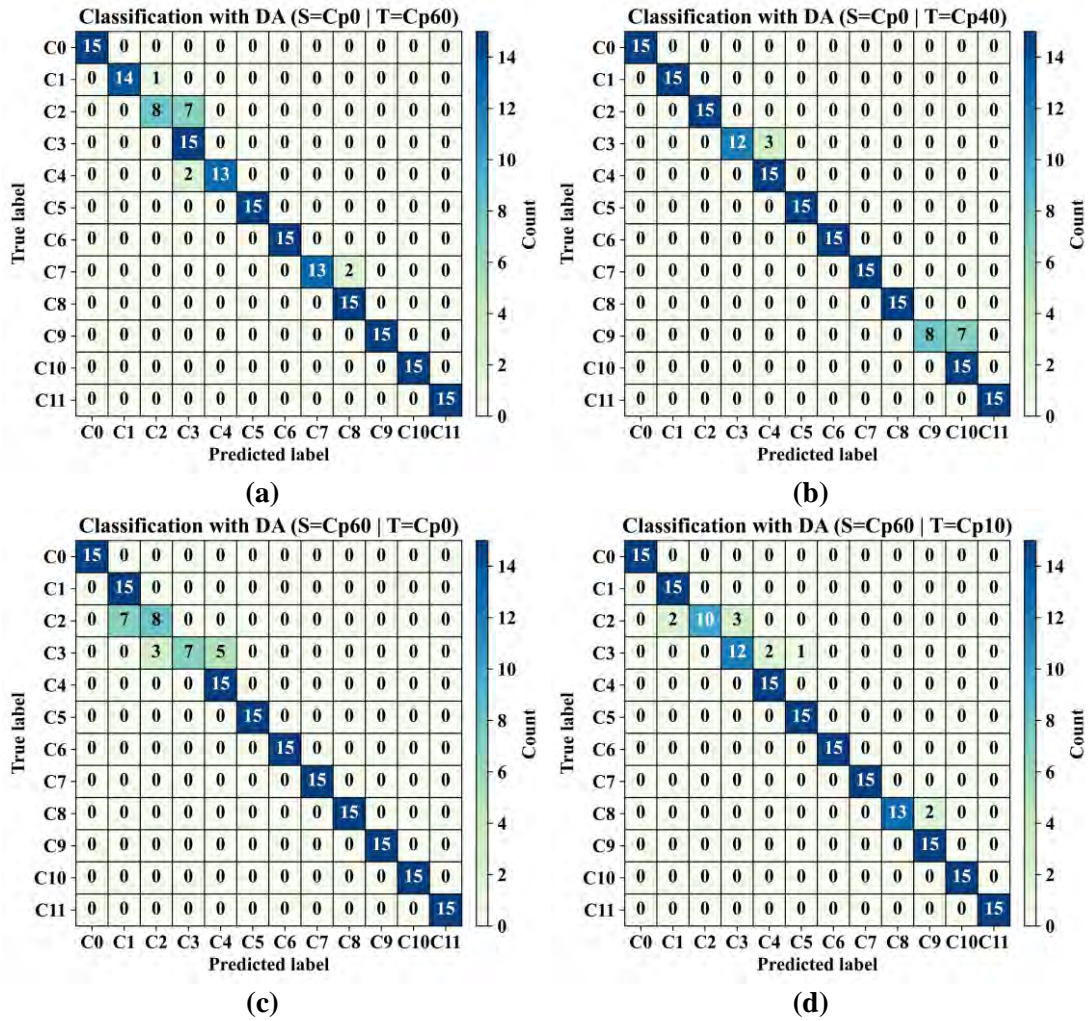 Classification with DA (S=Cp0 | T=Cp60)
True label
C0 15 0 0 0 0 0 0 0 0 0 0 0
C1 0 14 1 0 0 0 0 0 0 0 0 0
C2 0 0 8 7 0 0 0 0 0 0 0 0
C3 0 0 0 15 0 0 0 0 0 0 0 0
C4 0 0 0 2 13 0 0 0 0 0 0 0
C5 0 0 0 0 0 15 0 0 0 0 0 0
C6 0 0 0 0 0 0 15 0 0 0 0 0
C7 0 0 0 0 0 0 0 13 2 0 0 0
C8 0 0 0 0 0 0 0 0 15 0 0 0
C9 0 0 0 0 0 0 0 0 0 15 0 0
C10 0 0 0 0 0 0 0 0 0 0 15 0
C11 0 0 0 0 0 0 0 0 0 0 0 15
C0 C1 C2 C3 C4 C5 C6 C7 C8 C9 C10 C11
Predicted label
14
12
10
8
6
4
2
0
Count
(a)
Classification with DA (S=Cp0 | T=Cp40)
True label
C0 15 0 0 0 0 0 0 0 0 0 0 0
C1 0 15 0 0 0 0 0 0 0 0 0 0
C2 0 0 15 0 0 0 0 0 0 0 0 0
C3 0 0 0 12 3 0 0 0 0 0 0 0
C4 0 0 0 0 15 0 0 0 0 0 0 0
C5 0 0 0 0 0 15 0 0 0 0 0 0
C6 0 0 0 0 0 0 15 0 0 0 0 0
C7 0 0 0 0 0 0 0 15 0 0 0 0
C8 0 0 0 0 0 0 0 0 15 0 0 0
C9 0 0 0 0 0 0 0 0 0 8 7 0
C10 0 0 0 0 0 0 0 0 0 0 15 0
C11 0 0 0 0 0 0 0 0 0 0 0 15
C0 C1 C2 C3 C4 C5 C6 C7 C8 C9 C10 C11
Predicted label
14
12
10
8
6
4
2
0
Count
(b)
Classification with DA (S=Cp60 | T=Cp0)
True label
C0 15 0 0 0 0 0 0 0 0 0 0 0
C1 0 15 0 0 0 0 0 0 0 0 0 0
C2 0 7 8 0 0 0 0 0 0 0 0 0
C3 0 0 3 7 5 0 0 0 0 0 0 0
C4 0 0 0 0 15 0 0 0 0 0 0 0
C5 0 0 0 0 0 15 0 0 0 0 0 0
C6 0 0 0 0 0 0 15 0 0 0 0 0
C7 0 0 0 0 0 0 0 15 0 0 0 0
C8 0 0 0 0 0 0 0 0 15 0 0 0
C9 0 0 0 0 0 0 0 0 0 15 0 0
C10 0 0 0 0 0 0 0 0 0 0 15 0
C11 0 0 0 0 0 0 0 0 0 0 0 15
C0 C1 C2 C3 C4 C5 C6 C7 C8 C9 C10 C11
Predicted label
14
12
10
8
6
4
2
0
Count
(c)
Classification with DA (S=Cp60 | T=Cp10)
True label
C0 15 0 0 0 0 0 0 0 0 0 0 0
C1 0 15 0 0 0 0 0 0 0 0 0 0
C2 0 2 10 3 0 0 0 0 0 0 0 0
C3 0 0 0 12 2 1 0 0 0 0 0 0
C4 0 0 0 0 15 0 0 0 0 0 0 0
C5 0 0 0 0 0 15 0 0 0 0 0 0
C6 0 0 0 0 0 0 15 0 0 0 0 0
C7 0 0 0 0 0 0 0 15 0 0 0 0
C8 0 0 0 0 0 0 0 0 13 2 0 0
C9 0 0 0 0 0 0 0 0 0 15 0 0
C10 0 0 0 0 0 0 0 0 0 0 15 0
C11 0 0 0 0 0 0 0 0 0 0 0 15
C0 C1 C2 C3 C4 C5 C6 C7 C8 C9 C10 C11
Predicted label
14
12
10
8
6
4
2
0
Count
(d)